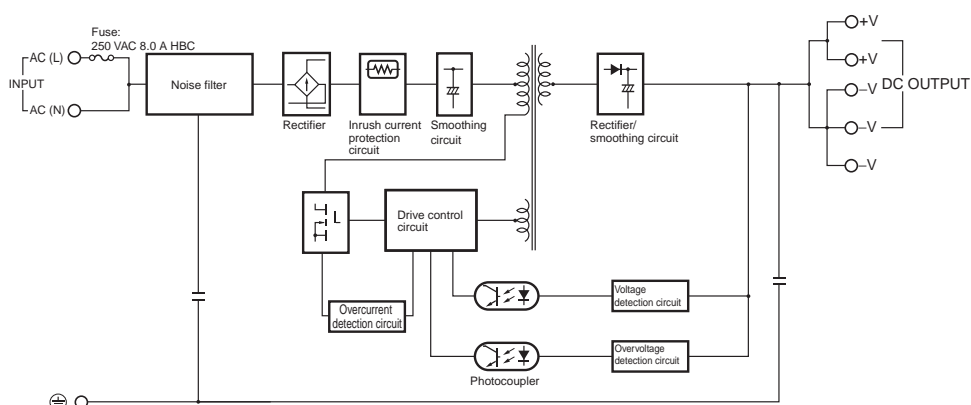 Fuse:
250 VAC 8.0 A HBC
AC (L)
INPUT
AC (N)
Noise filter
Rectifier
Inrush current
protection
circuit
Smoothing
circuit
Rectifier/
smoothing circuit
+V
+V
–V
DC OUTPUT
–V
–V
Drive control
circuit
Overcurrent
detection circuit
Voltage
detection circuit
Overvoltage
detection circuit
Photocoupler